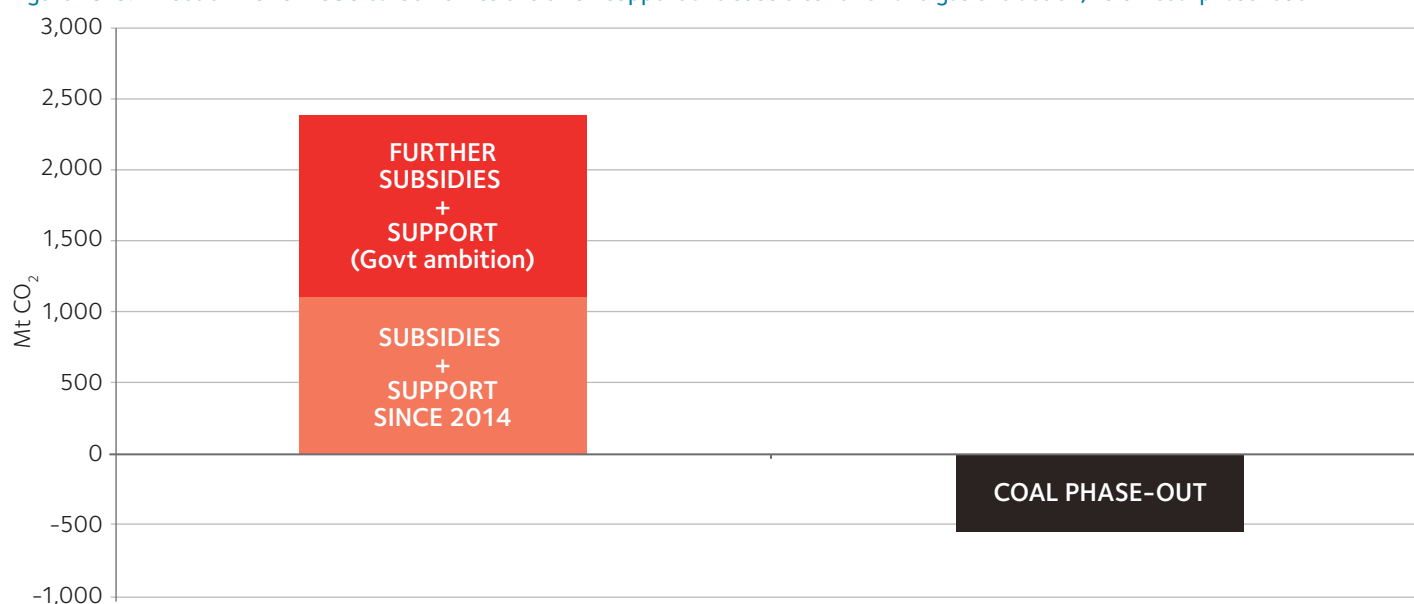 3,000
2,500
2,000
1,500
1,000
500
0
-500
-1,000
Mt CO₂
FURTHER
SUBSIDIES
+
SUPPORT
(Govt ambition)
SUBSIDIES
+
SUPPORT
SINCE 2014
COAL PHASE-OUT